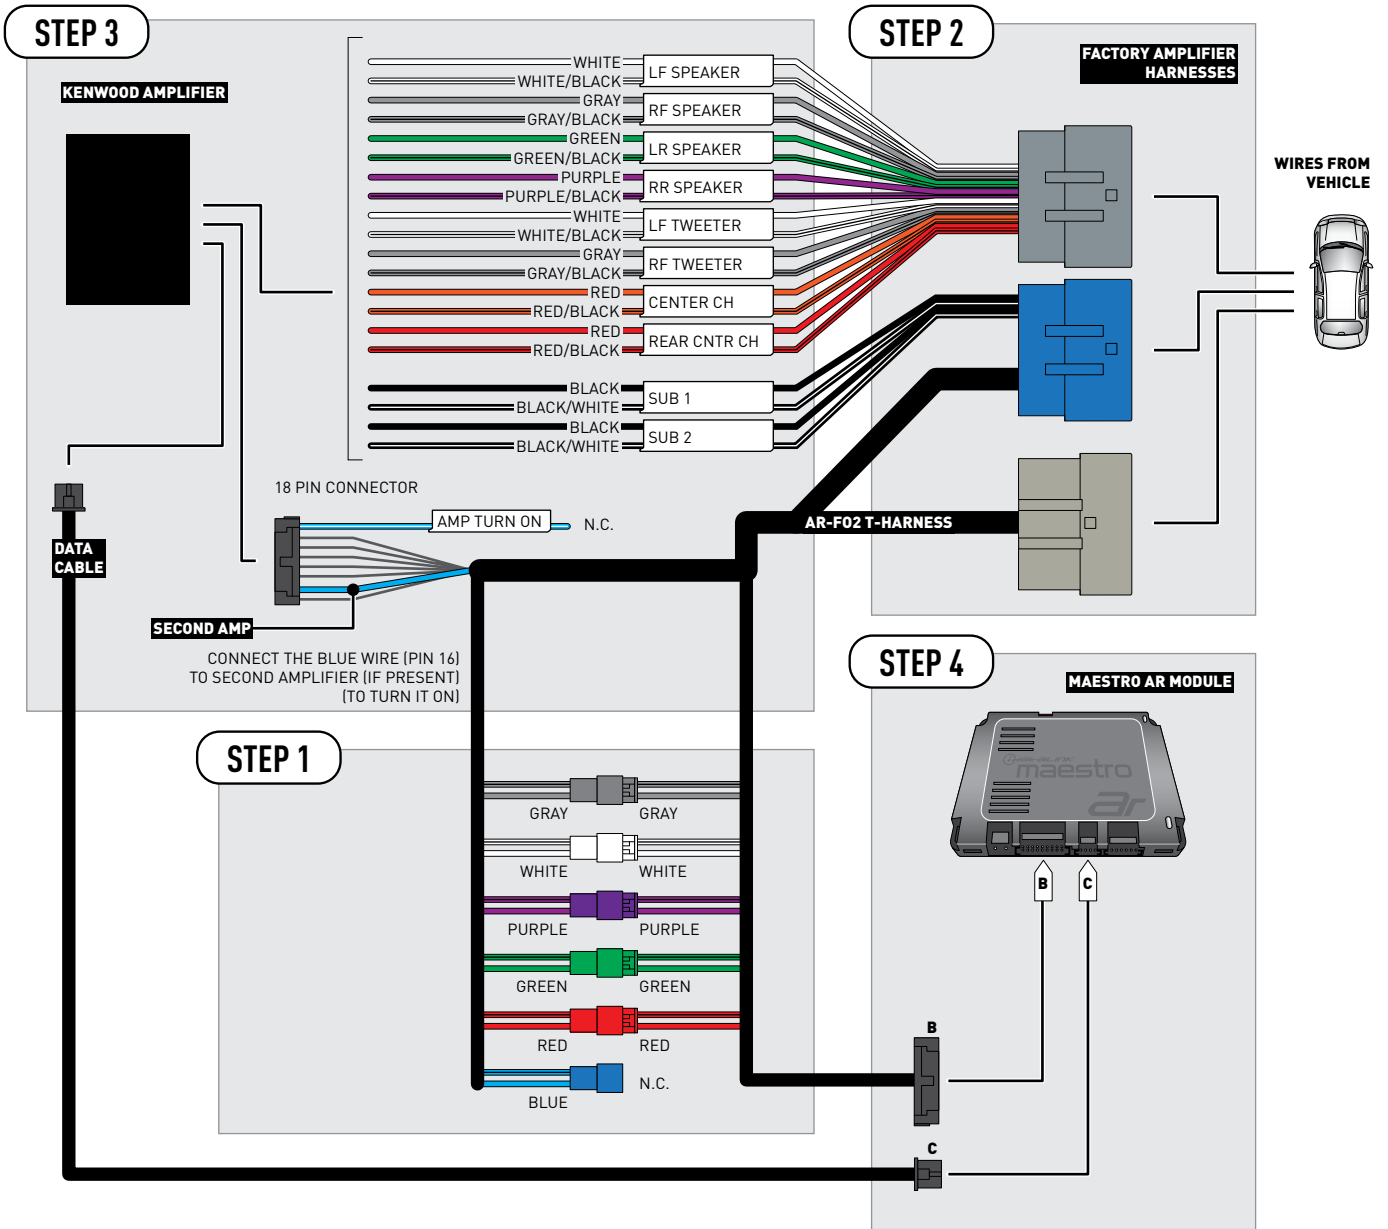 STEP 3
KENWOOD AMPLIFIER
WHITE
WHITE/BLACK
LF SPEAKER
GRAY
GRAY/BLACK
RF SPEAKER
GREEN
GREEN/BLACK
LR SPEAKER
PURPLE
PURPLE/BLACK
RR SPEAKER
WHITE
WHITE/BLACK
LF TWEETER
GRAY
GRAY/BLACK
RF TWEETER
RED
RED/BLACK
CENTER CH
RED
RED/BLACK
REAR CNTR CH
BLACK
BLACK/WHITE
SUB 1
BLACK
BLACK/WHITE
SUB 2
18 PIN CONNECTOR
AMP TURN ON
N.C.
DATA
CABLE
SECOND AMP
CONNECT THE BLUE WIRE (PIN 16)
TO SECOND AMPLIFIER (IF PRESENT)
(TO TURN IT ON)
STEP 2
FACTORY AMPLIFIER
HARNESSES
WIRES FROM
VEHICLE
AR-FO2 T-HARNESS
STEP 1
GRAY
GRAY
WHITE
WHITE
PURPLE
PURPLE
GREEN
GREEN
RED
RED
BLUE
N.C.
STEP 4
MAESTRO AR MODULE
maestro
ar
B
C
B
C